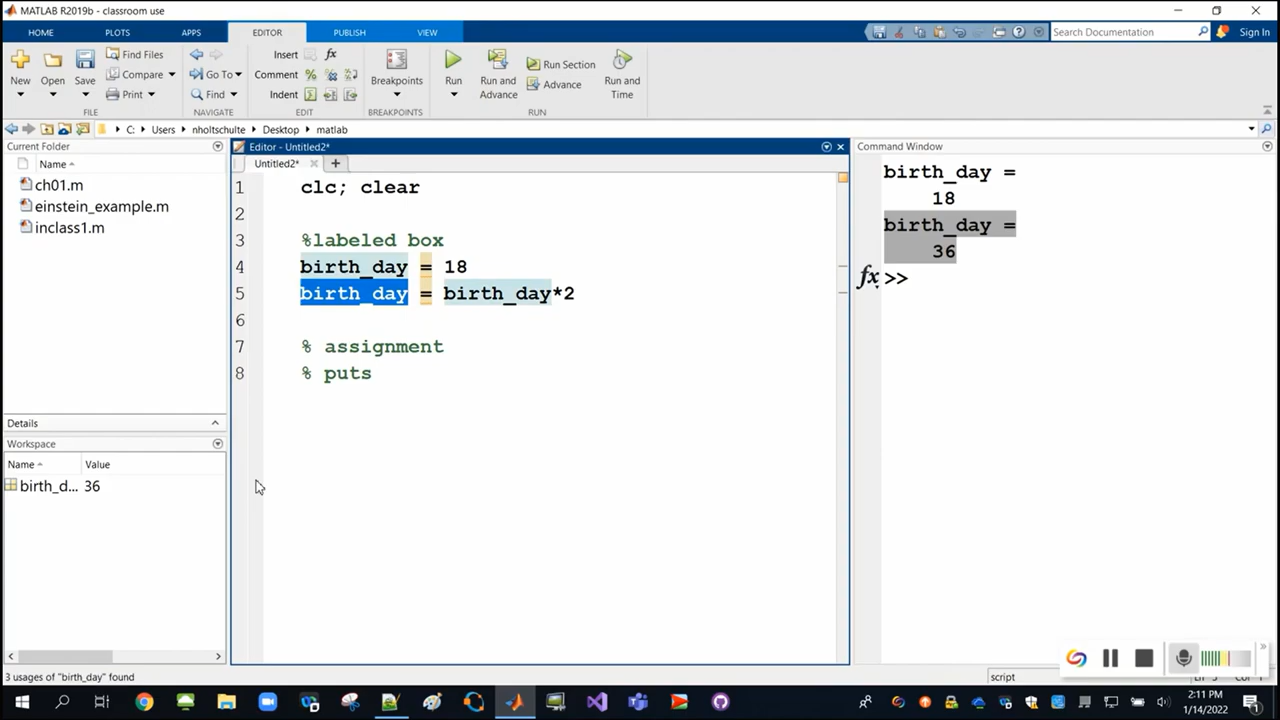 MATLAB R2019b - classroom use
HOME PLOTS APPS EDITOR PUBLISH VIEW
Search Documentation Sign In
New Open Save Find Files Compare Print
Go To Find
Insert fx Comment % Indent
Breakpoints
Run Run and Advance Run Section Advance Run and Time
FILE NAVIGATE EDIT BREAKPOINTS RUN
C: Users nholtschulte Desktop matlab
Current Folder
Name
ch01.m
einstein_example.m
inclass1.m
Details
Workspace
Name Value
birth_d... 36
Editor - Untitled2*
Untitled2* +
1 clc; clear
2
3 %labeled box
4 birth_day = 18
5 birth_day = birth_day*2
6
7 % assignment
8 % puts
Command Window
birth_day =
18
birth_day =
36
fx >>
3 usages of "birth_day" found
script
2:11 PM
1/14/2022